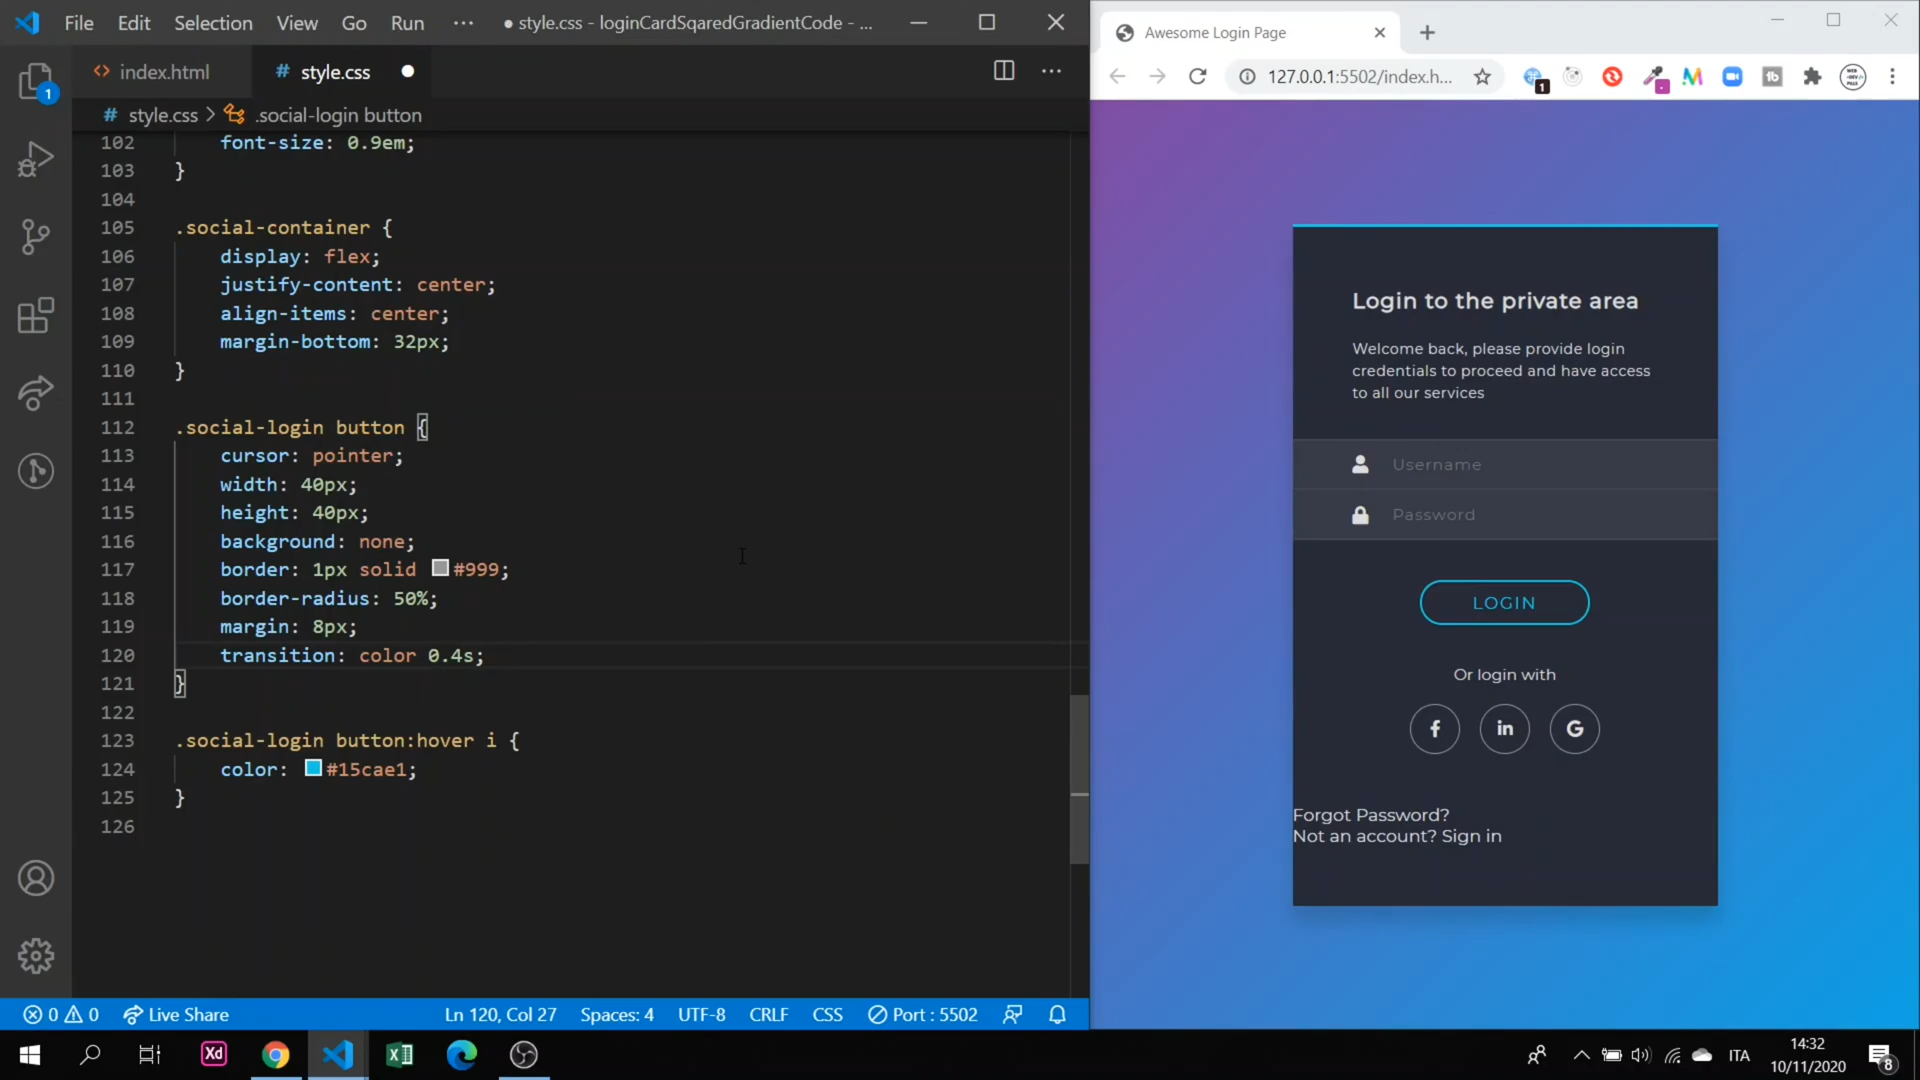 File Edit Selection View Go Run ··· ● style.css - loginCardSqaredGradientCode - ...
index.html
# style.css
1
# style.css > .social-login button
102 font-size: 0.9em;
103 }
104
105 .social-container {
106 display: flex;
107 justify-content: center;
108 align-items: center;
109 margin-bottom: 32px;
110 }
111
112 .social-login button {
113 cursor: pointer;
114 width: 40px;
115 height: 40px;
116 background: none;
117 border: 1px solid #999;
118 border-radius: 50%;
119 margin: 8px;
120 transition: color 0.4s;
121 }
122
123 .social-login button:hover i {
124 color: #15cae1;
125 }
126
0 0 Live Share Ln 120, Col 27 Spaces: 4 UTF-8 CRLF CSS Port : 5502
Awesome Login Page
127.0.0.1:5502/index.h...
1
Login to the private area
Welcome back, please provide login
credentials to proceed and have access
to all our services
Username
Password
LOGIN
Or login with
f in G
Forgot Password?
Not an account? Sign in
Xd
ITA
14:32
10/11/2020
8